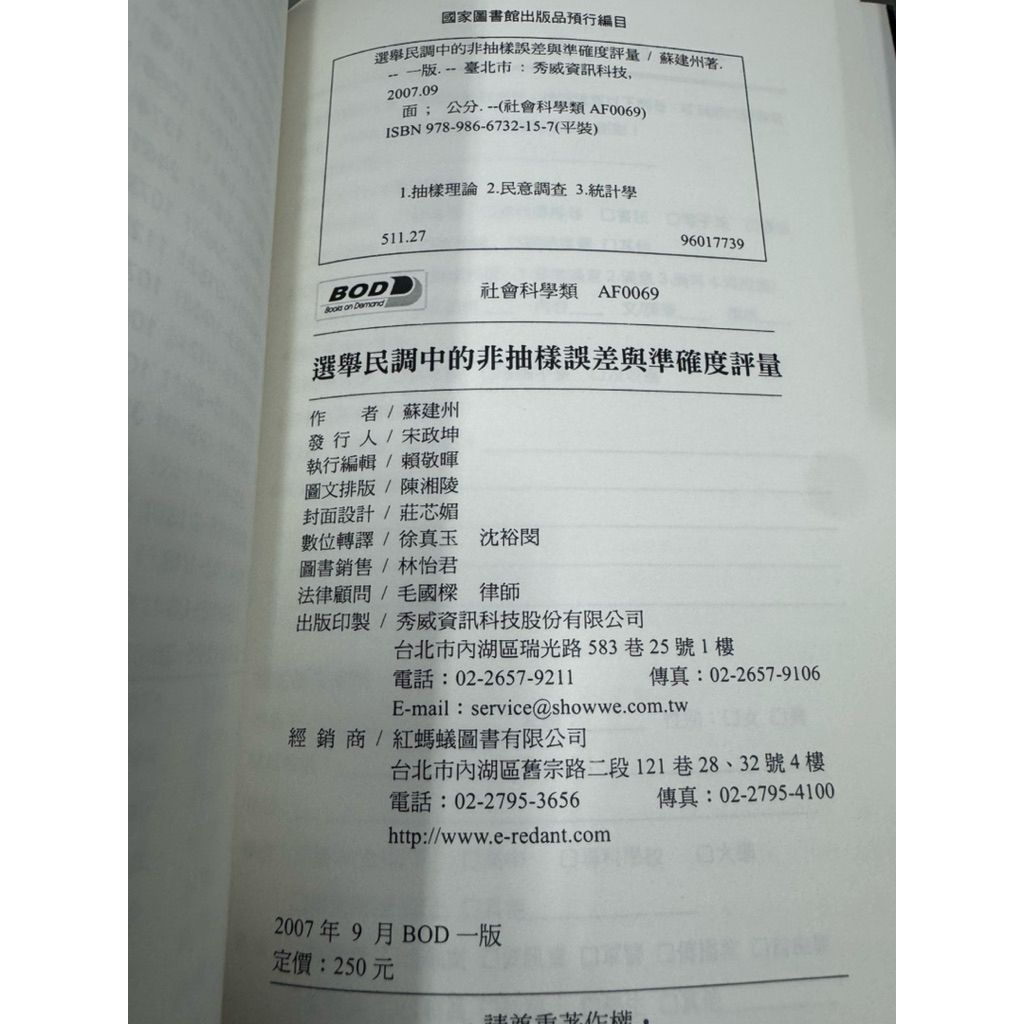 國家圖書館出版品預行編目
選舉民調中的非抽樣誤差與準確度評量 / 蘇建州著.
-- 一版. -- 臺北市 : 秀威資訊科技,
2007.09
面 ; 公分. --(社會科學類 AF0069)
ISBN 978-986-6732-15-7(平裝)
1.抽樣理論 2.民意調查 3.統計學
511.27 96017739
BOD
Books on Demand
社會科學類 AF0069
選舉民調中的非抽樣誤差與準確度評量
作 者 / 蘇建州
發 行 人 / 宋政坤
執行編輯 / 賴敬暉
圖文排版 / 陳湘陵
封面設計 / 莊芯媚
數位轉譯 / 徐真玉 沈裕閔
圖書銷售 / 林怡君
法律顧問 / 毛國樑 律師
出版印製 / 秀威資訊科技股份有限公司
台北市內湖區瑞光路 583 巷 25 號 1 樓
電話：02-2657-9211 傳真：02-2657-9106
E-mail：service@showwe.com.tw
經 銷 商 / 紅螞蟻圖書有限公司
台北市內湖區舊宗路二段 121 巷 28、32 號 4 樓
電話：02-2795-3656 傳真：02-2795-4100
http://www.e-redant.com
2007 年 9 月 BOD 一版
定價：250 元
請尊重著作權